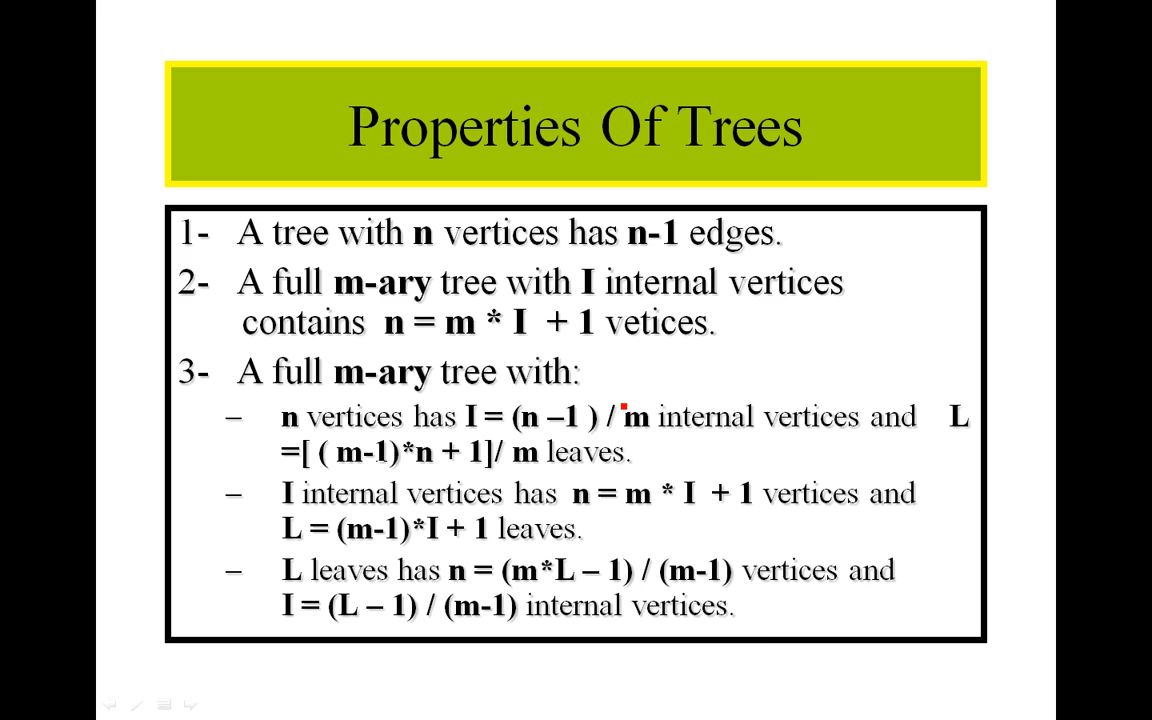 Properties Of Trees
1- A tree with n vertices has n-1 edges.
2- A full m-ary tree with I internal vertices
contains n = m * I + 1 vetices.
3- A full m-ary tree with:
– n vertices has I = (n –1 ) / m internal vertices and L
=[ ( m-1)*n + 1]/ m leaves.
– I internal vertices has n = m * I + 1 vertices and
L = (m-1)*I + 1 leaves.
– L leaves has n = (m*L – 1) / (m-1) vertices and
I = (L – 1) / (m-1) internal vertices.